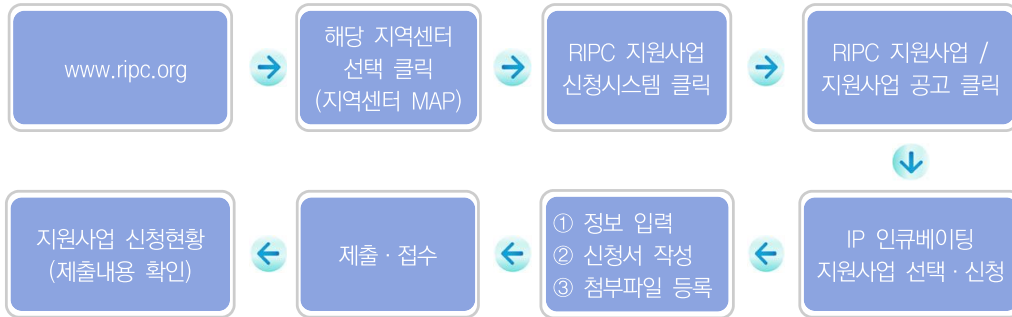 www.ripc.org
해당 지역센터
선택 클릭
(지역센터 MAP)
RIPC 지원사업
신청시스템 클릭
RIPC 지원사업 /
지원사업 공고 클릭
IP 인큐베이팅
지원사업 선택·신청
① 정보 입력
② 신청서 작성
③ 첨부파일 등록
제출·접수
지원사업 신청현황
(제출내용 확인)